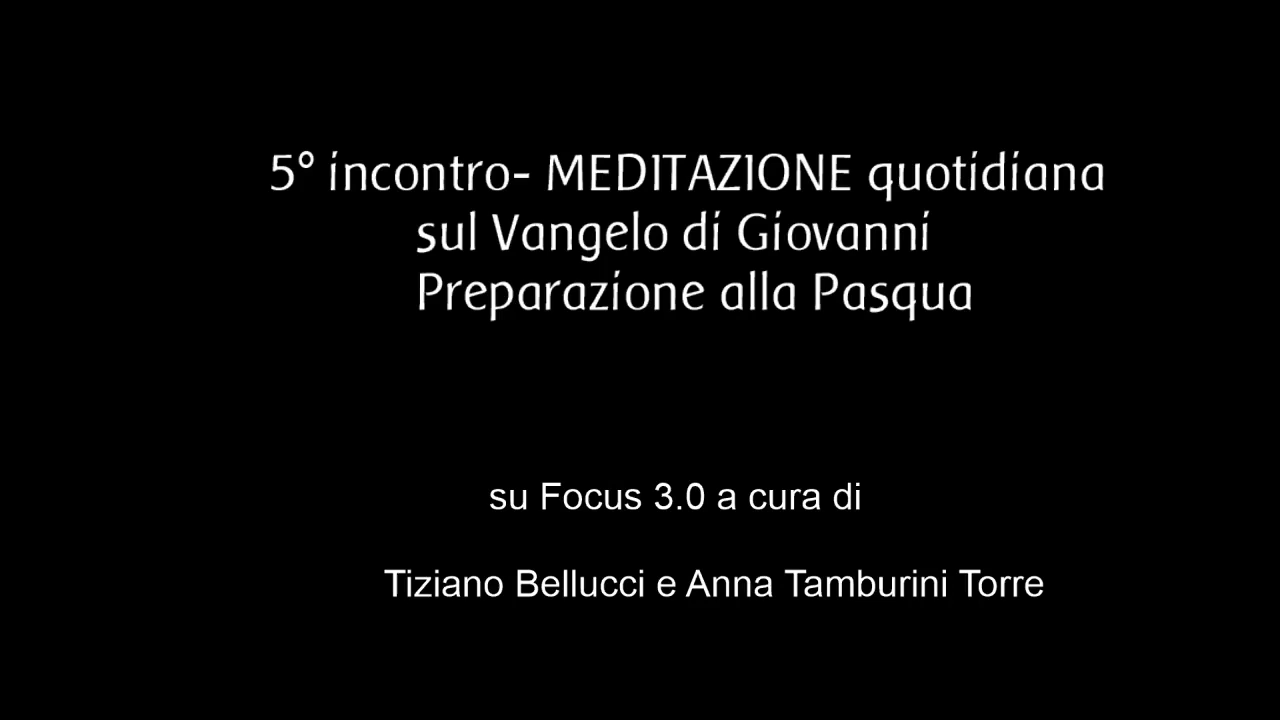 5° incontro- MEDITAZIONE quotidiana
sul Vangelo di Giovanni
Preparazione alla Pasqua
su Focus 3.0 a cura di
Tiziano Bellucci e Anna Tamburini Torre